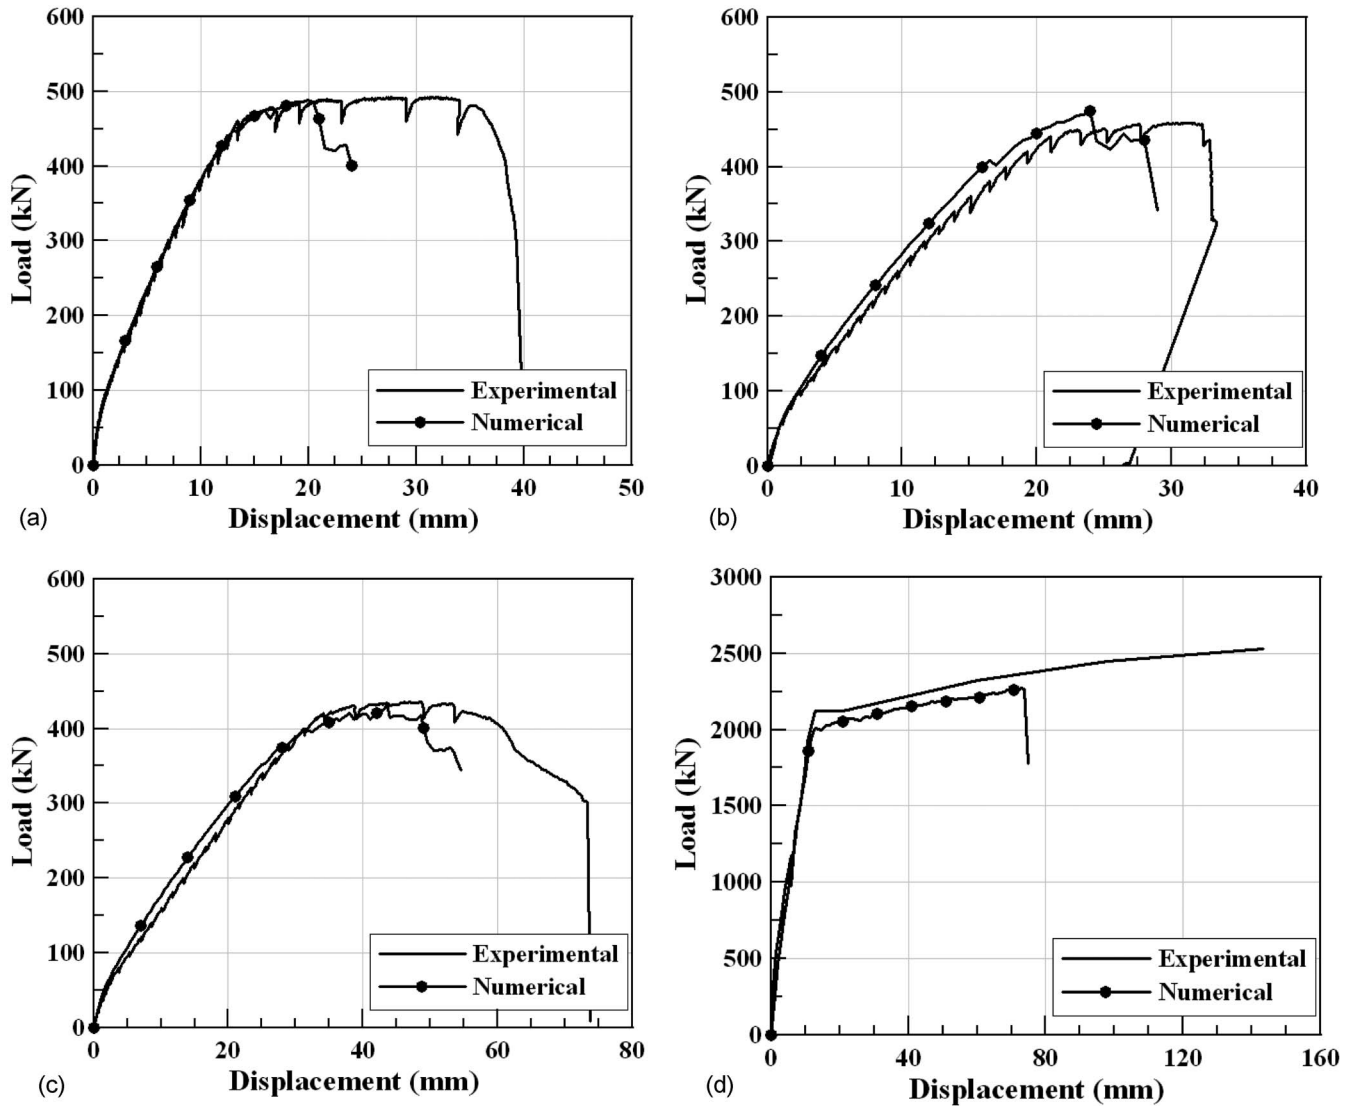 600
500
400
300
200
100
0
Load (kN)
Experimental
Numerical
0 10 20 30 40 50
Displacement (mm)
(a)
600
500
400
300
200
100
0
Load (kN)
Experimental
Numerical
0 10 20 30 40
Displacement (mm)
(b)
600
500
400
300
200
100
0
Load (kN)
Experimental
Numerical
0 20 40 60 80
Displacement (mm)
(c)
3000
2500
2000
1500
1000
500
0
Load (kN)
Experimental
Numerical
0 40 80 120 160
Displacement (mm)
(d)